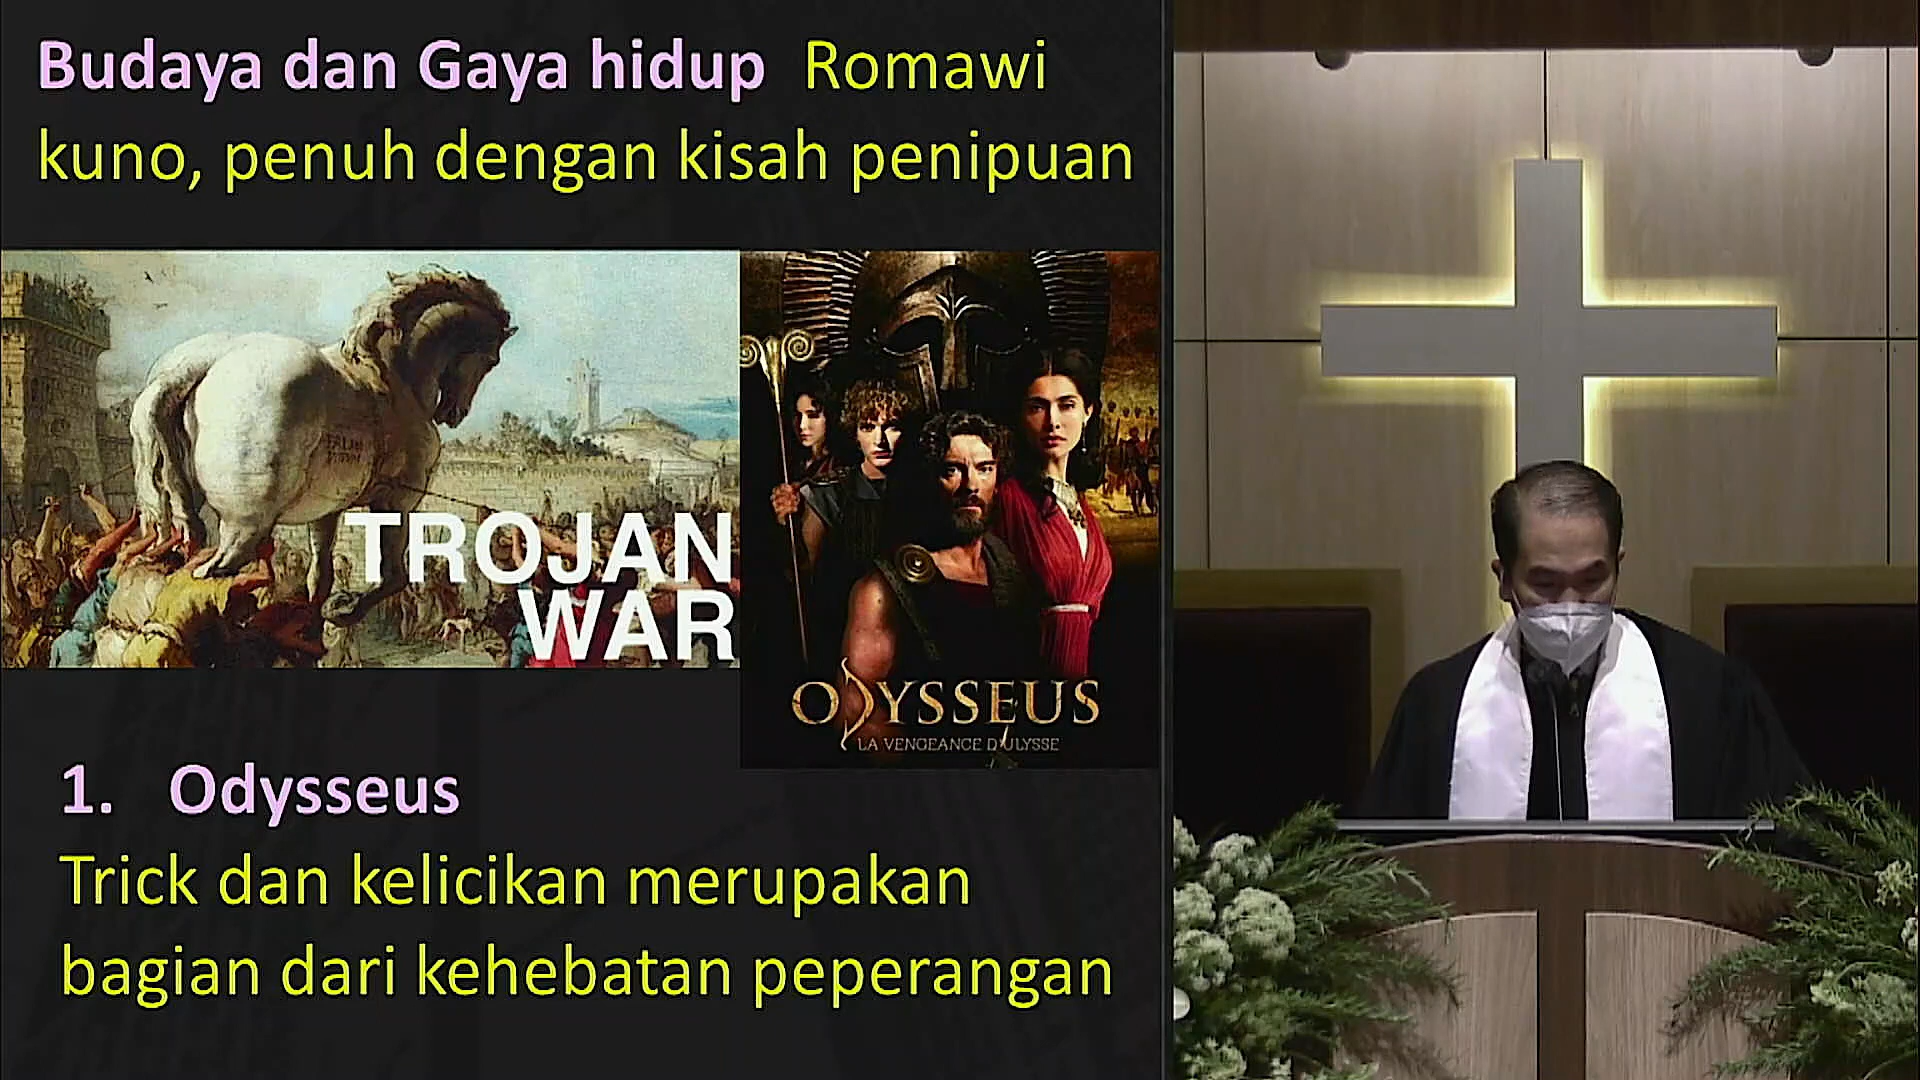 Budaya dan Gaya hidup Romawi
kuno, penuh dengan kisah penipuan
TROJAN
WAR
ODYSSEUS
LA VENGEANCE D'ULYSSE
1. Odysseus
Trick dan kelicikan merupakan
bagian dari kehebatan peperangan